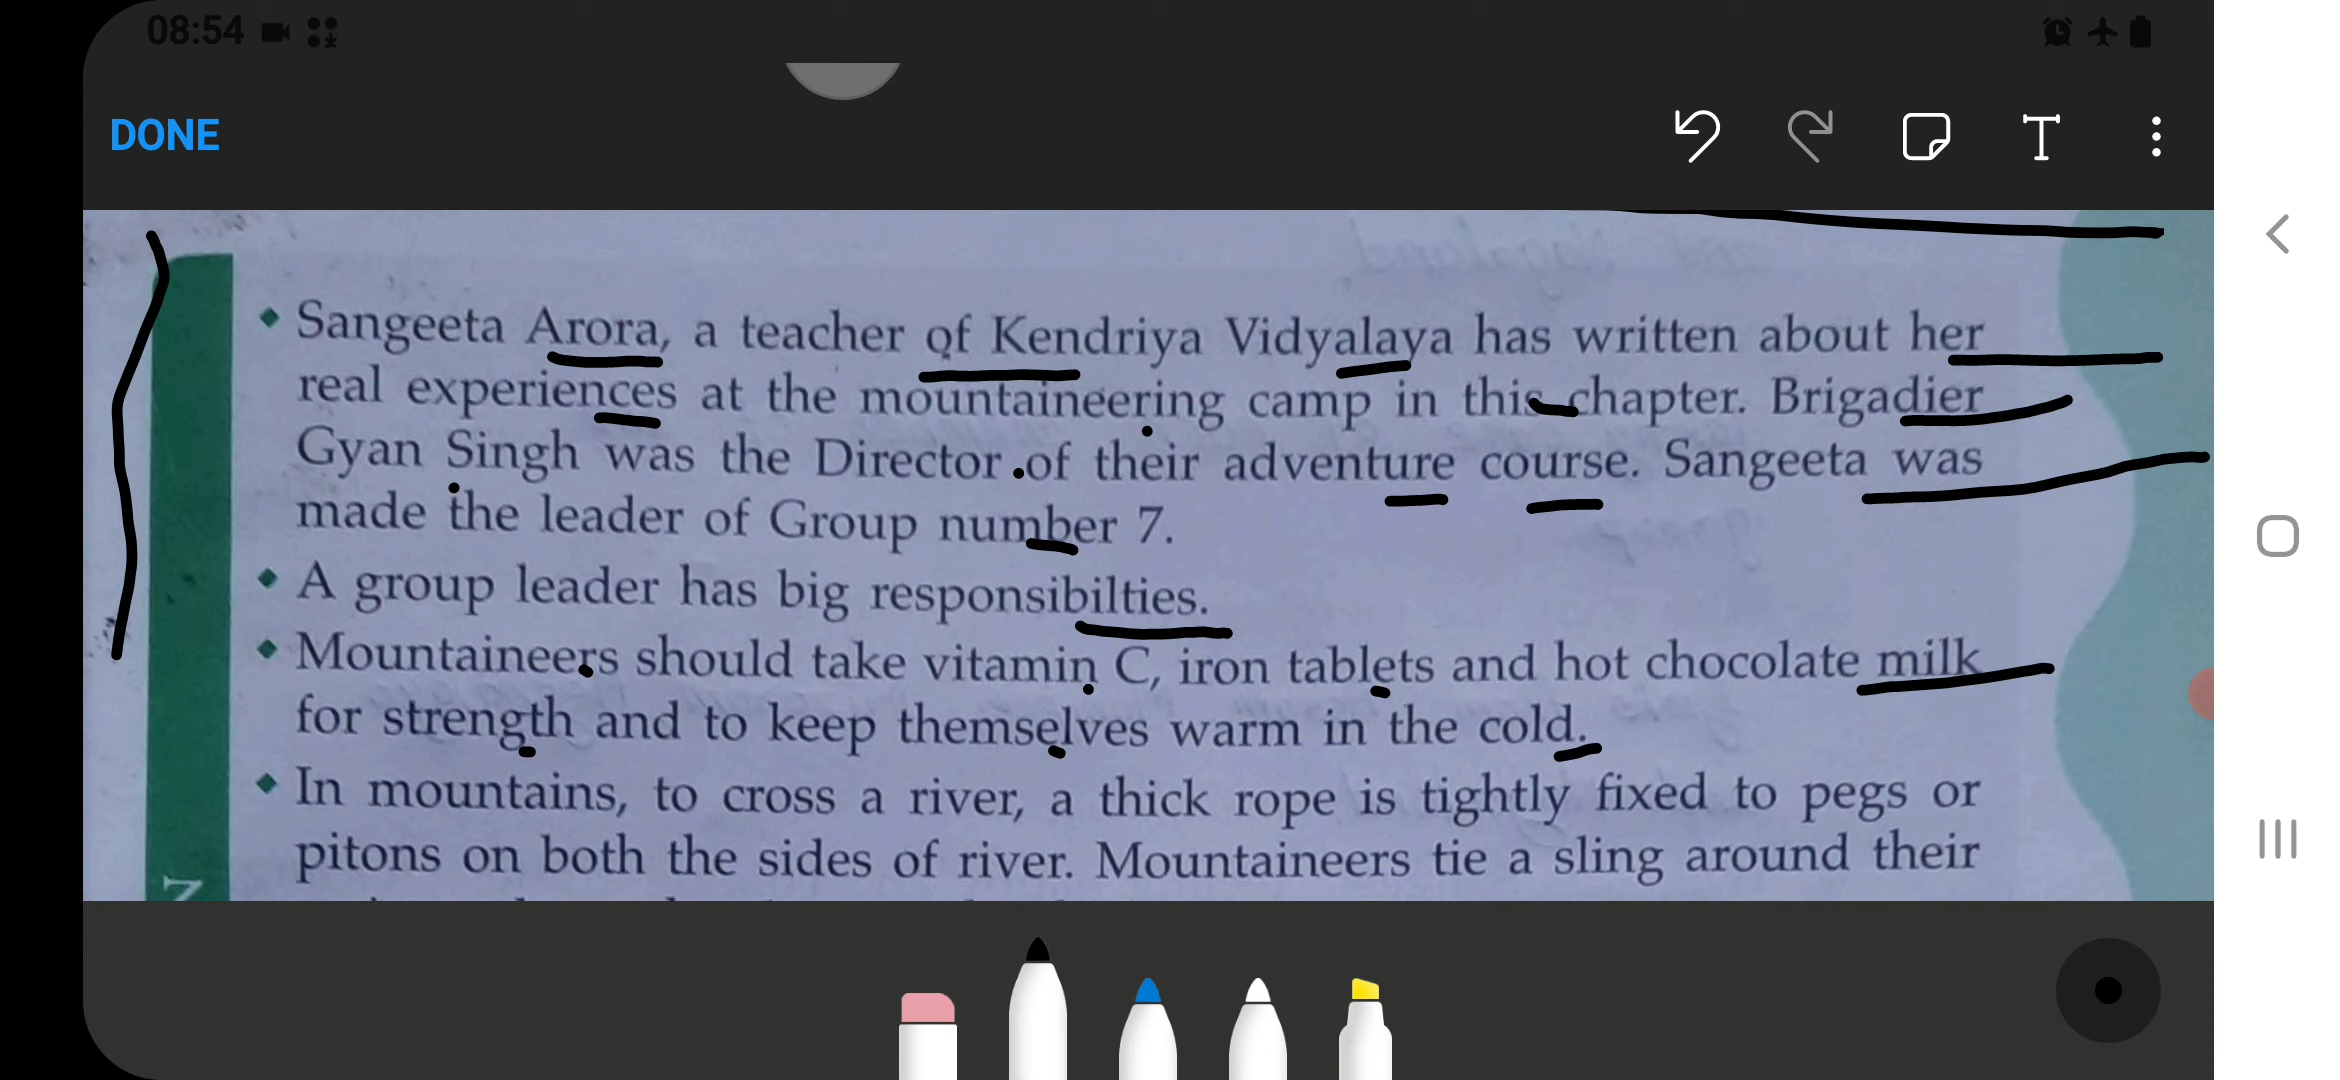 08:54
DONE
Sangeeta Arora, a teacher of Kendriya Vidyalaya has written about her
real experiences at the mountaineering camp in this chapter. Brigadier
Gyan Singh was the Director of their adventure course. Sangeeta was
made the leader of Group number 7.
A group leader has big responsibilties.
Mountaineers should take vitamin C, iron tablets and hot chocolate milk
for strength and to keep themselves warm in the cold.
In mountains, to cross a river, a thick rope is tightly fixed to pegs or
pitons on both the sides of river. Mountaineers tie a sling around their